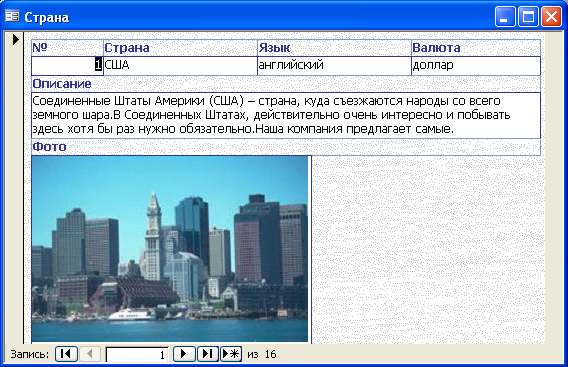 Страна
№ Страна Язык Валюта
1 США английский доллар
Описание
Соединенные Штаты Америки (США) – страна, куда съезжаются народы со всего
земного шара.В Соединенных Штатах, действительно очень интересно и побывать
здесь хотя бы раз нужно обязательно.Наша компания предлагает самые.
Фото
Запись: 1 из 16